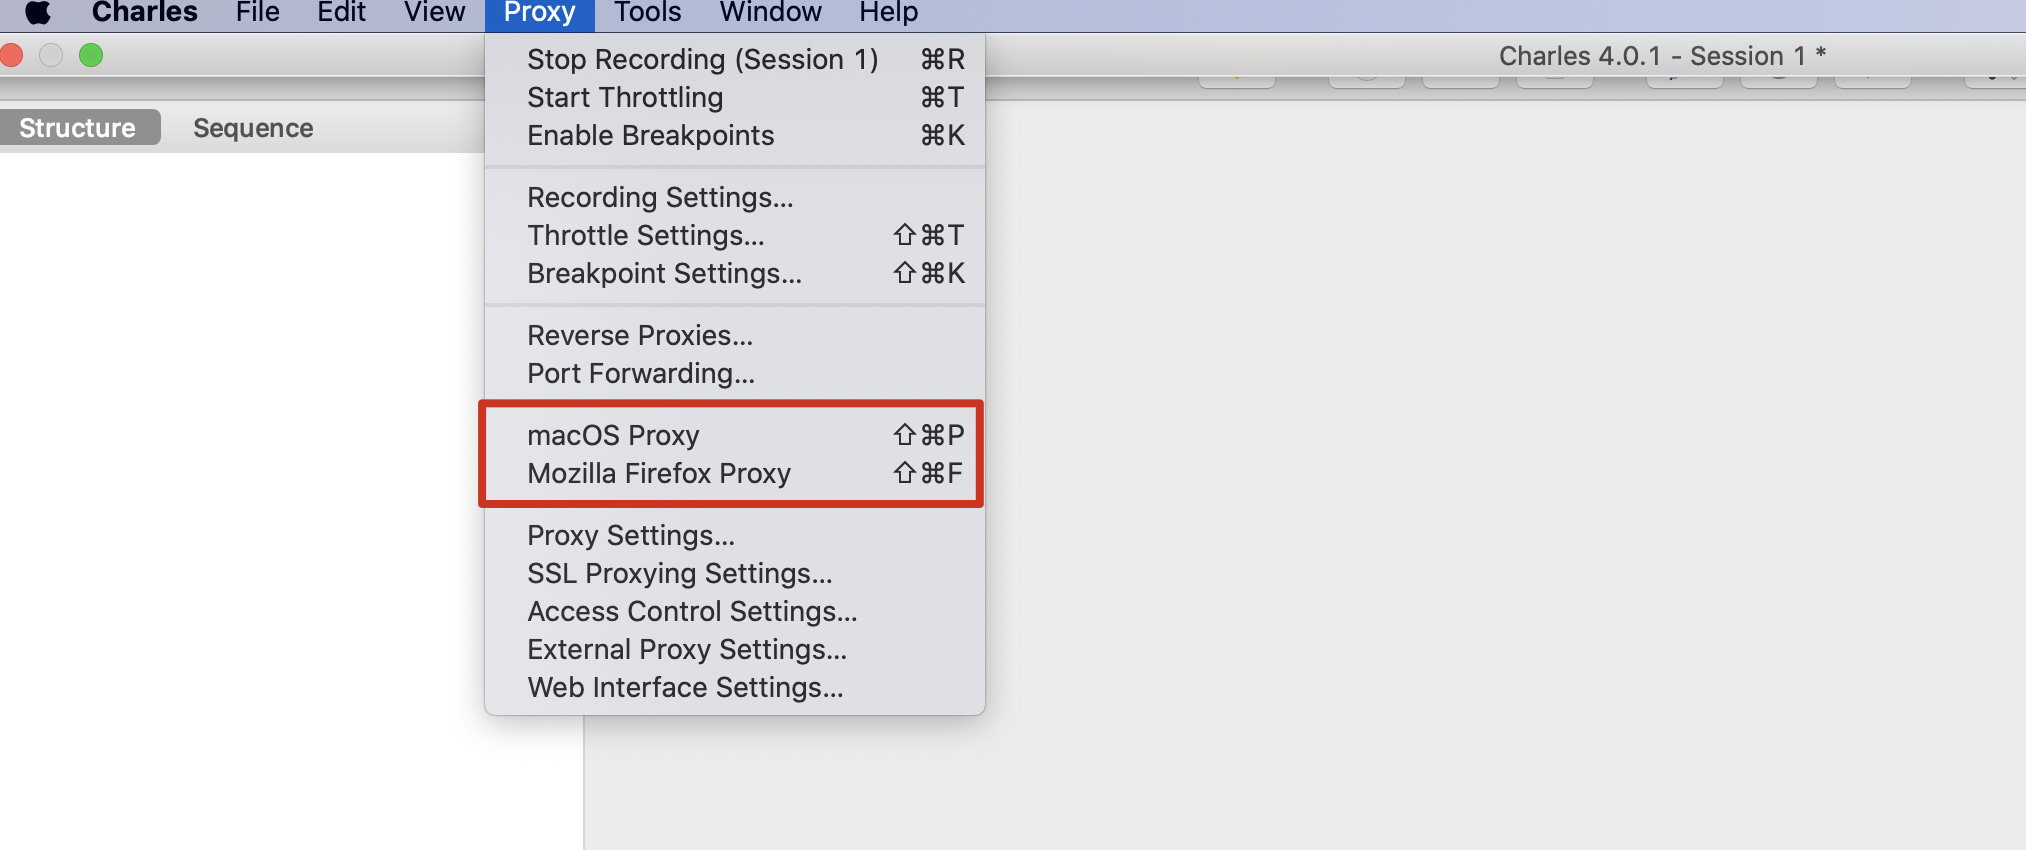 Charles File Edit View Proxy Tools Window Help
Charles 4.0.1 - Session 1 *
Structure Sequence
Stop Recording (Session 1) ⌘R
Start Throttling ⌘T
Enable Breakpoints ⌘K
Recording Settings...
Throttle Settings... ⇧⌘T
Breakpoint Settings... ⇧⌘K
Reverse Proxies...
Port Forwarding...
macOS Proxy ⇧⌘P
Mozilla Firefox Proxy ⇧⌘F
Proxy Settings...
SSL Proxying Settings...
Access Control Settings...
External Proxy Settings...
Web Interface Settings...